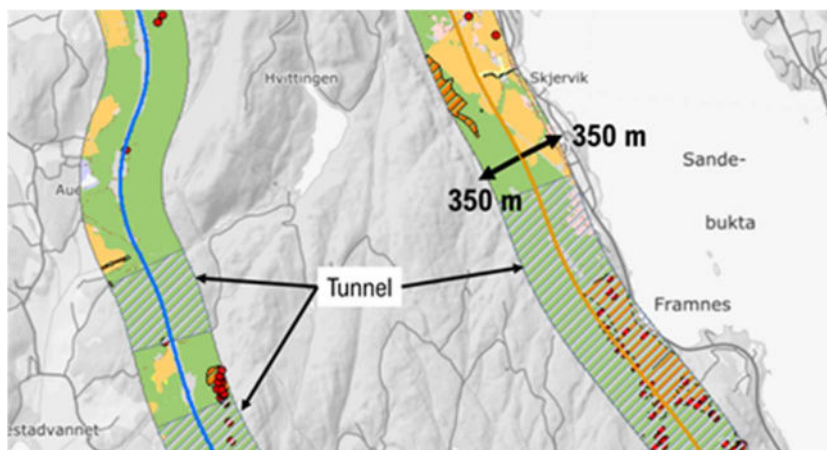 Hvittingen
Skjervik
350 m
Sande-
Aue
350 m
bukta
Tunnel
Framnes
estadvannet